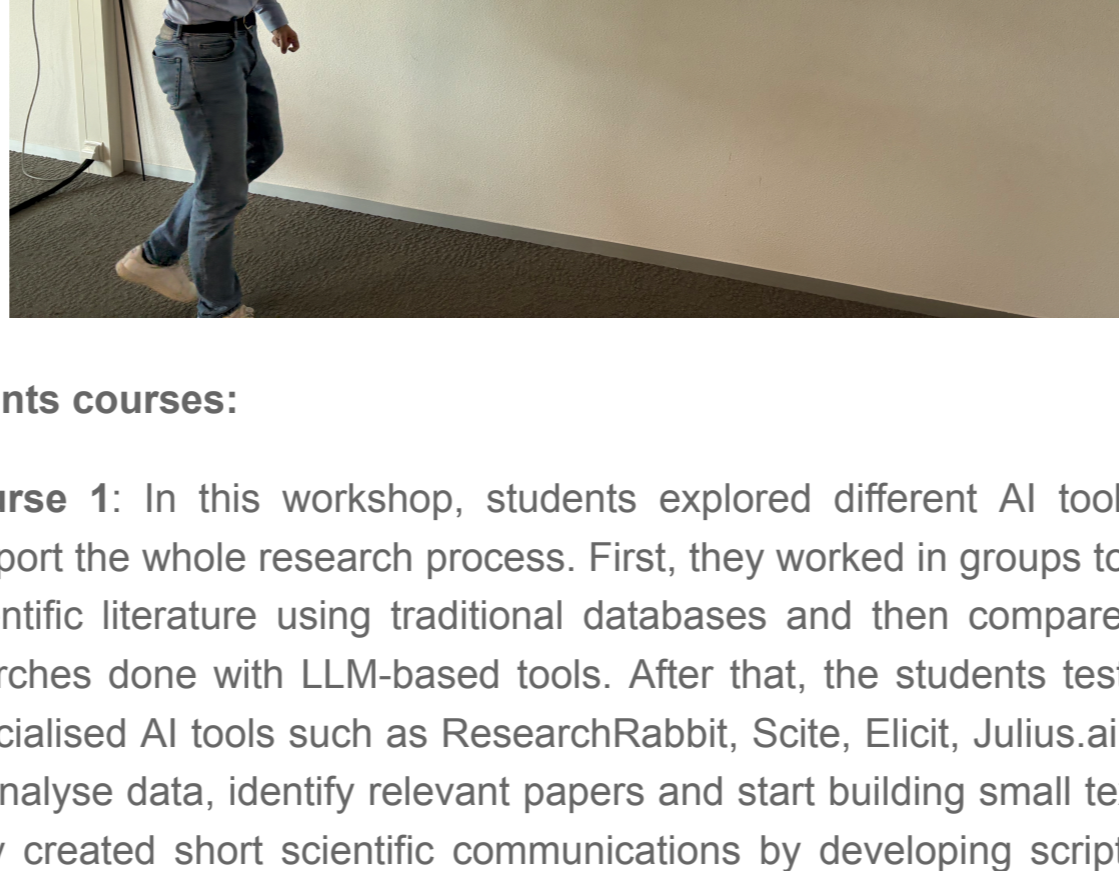 nts courses:
urse 1: In this workshop, students explored different AI tool
port the whole research process. First, they worked in groups to
ntific literature using traditional databases and then compare
rches done with LLM-based tools. After that, the students test
cialised AI tools such as ResearchRabbit, Scite, Elicit, Julius.ai
nalyse data, identify relevant papers and start building small te
y created short scientific communications by developing script